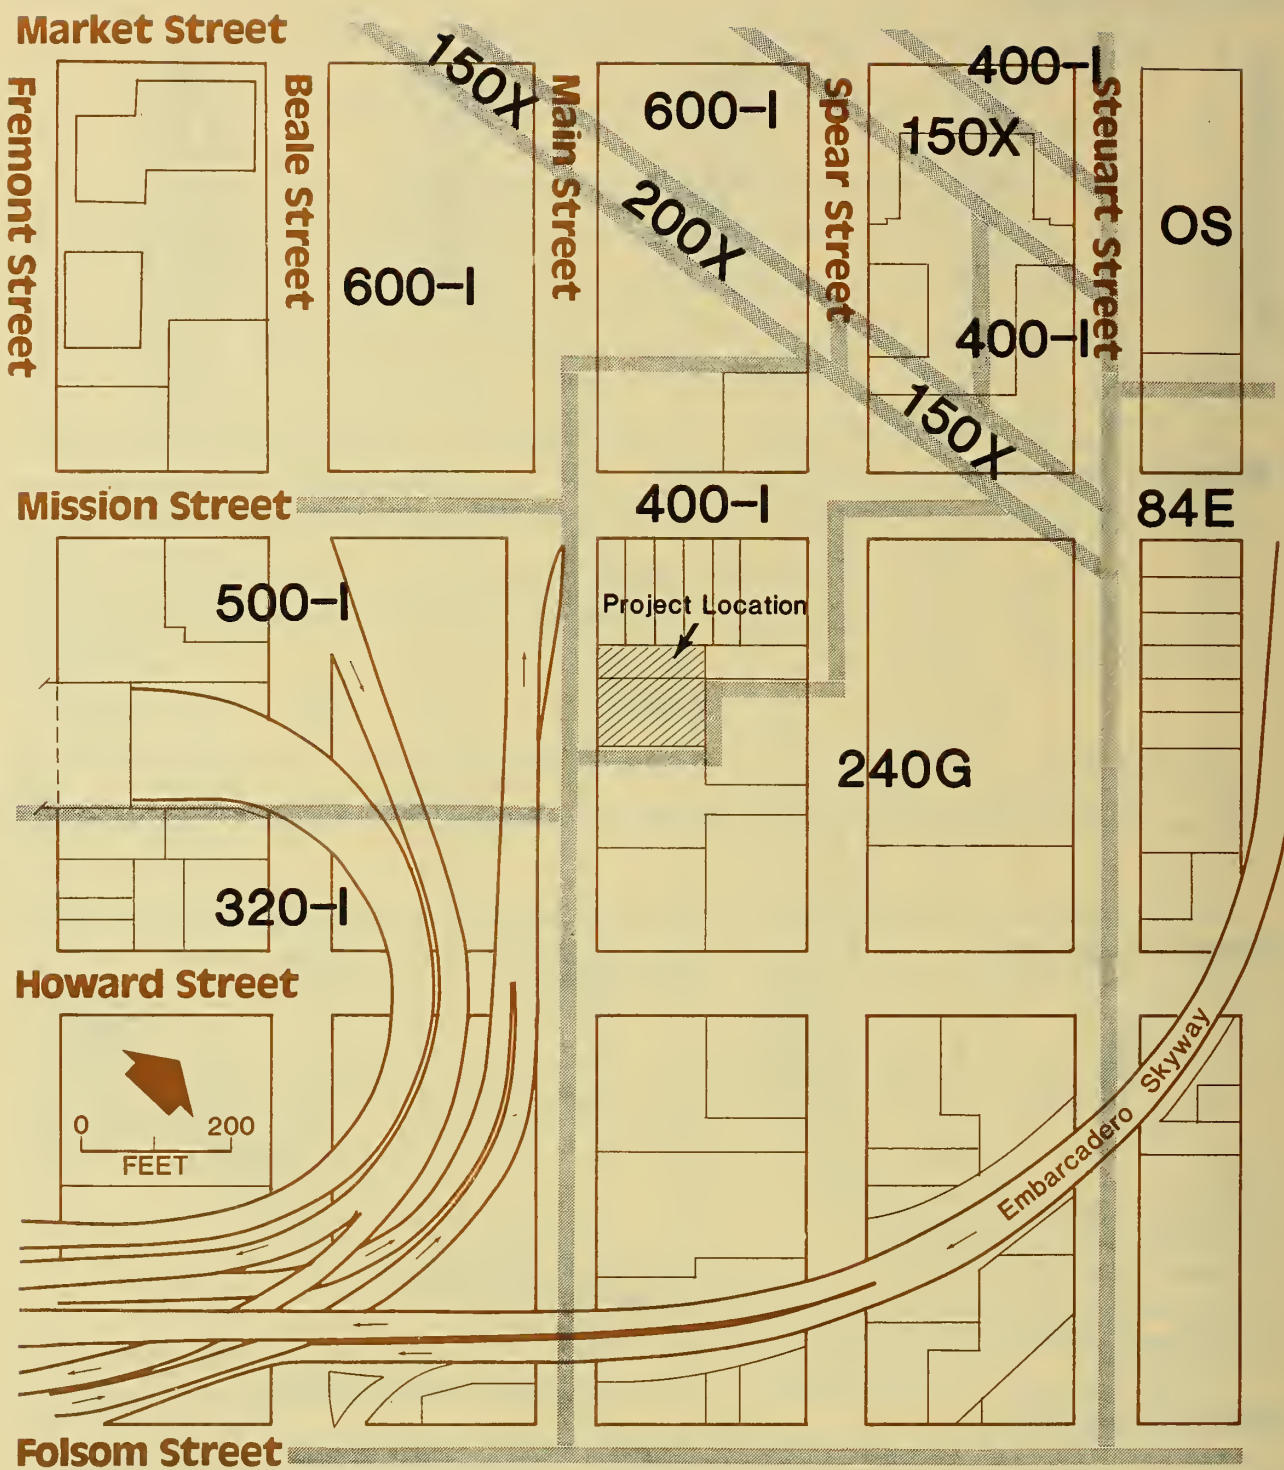 Market Street
Fremont Street
Beale Street
Main Street
Spear Street
Steuart Street
150X
600-I
400-I
150X
OS
200X
600-I
400-I
150X
Mission Street
400-I
84E
500-I
Project Location
240G
320-I
Howard Street
0 200
FEET
Embarcadero Skyway
Folsom Street